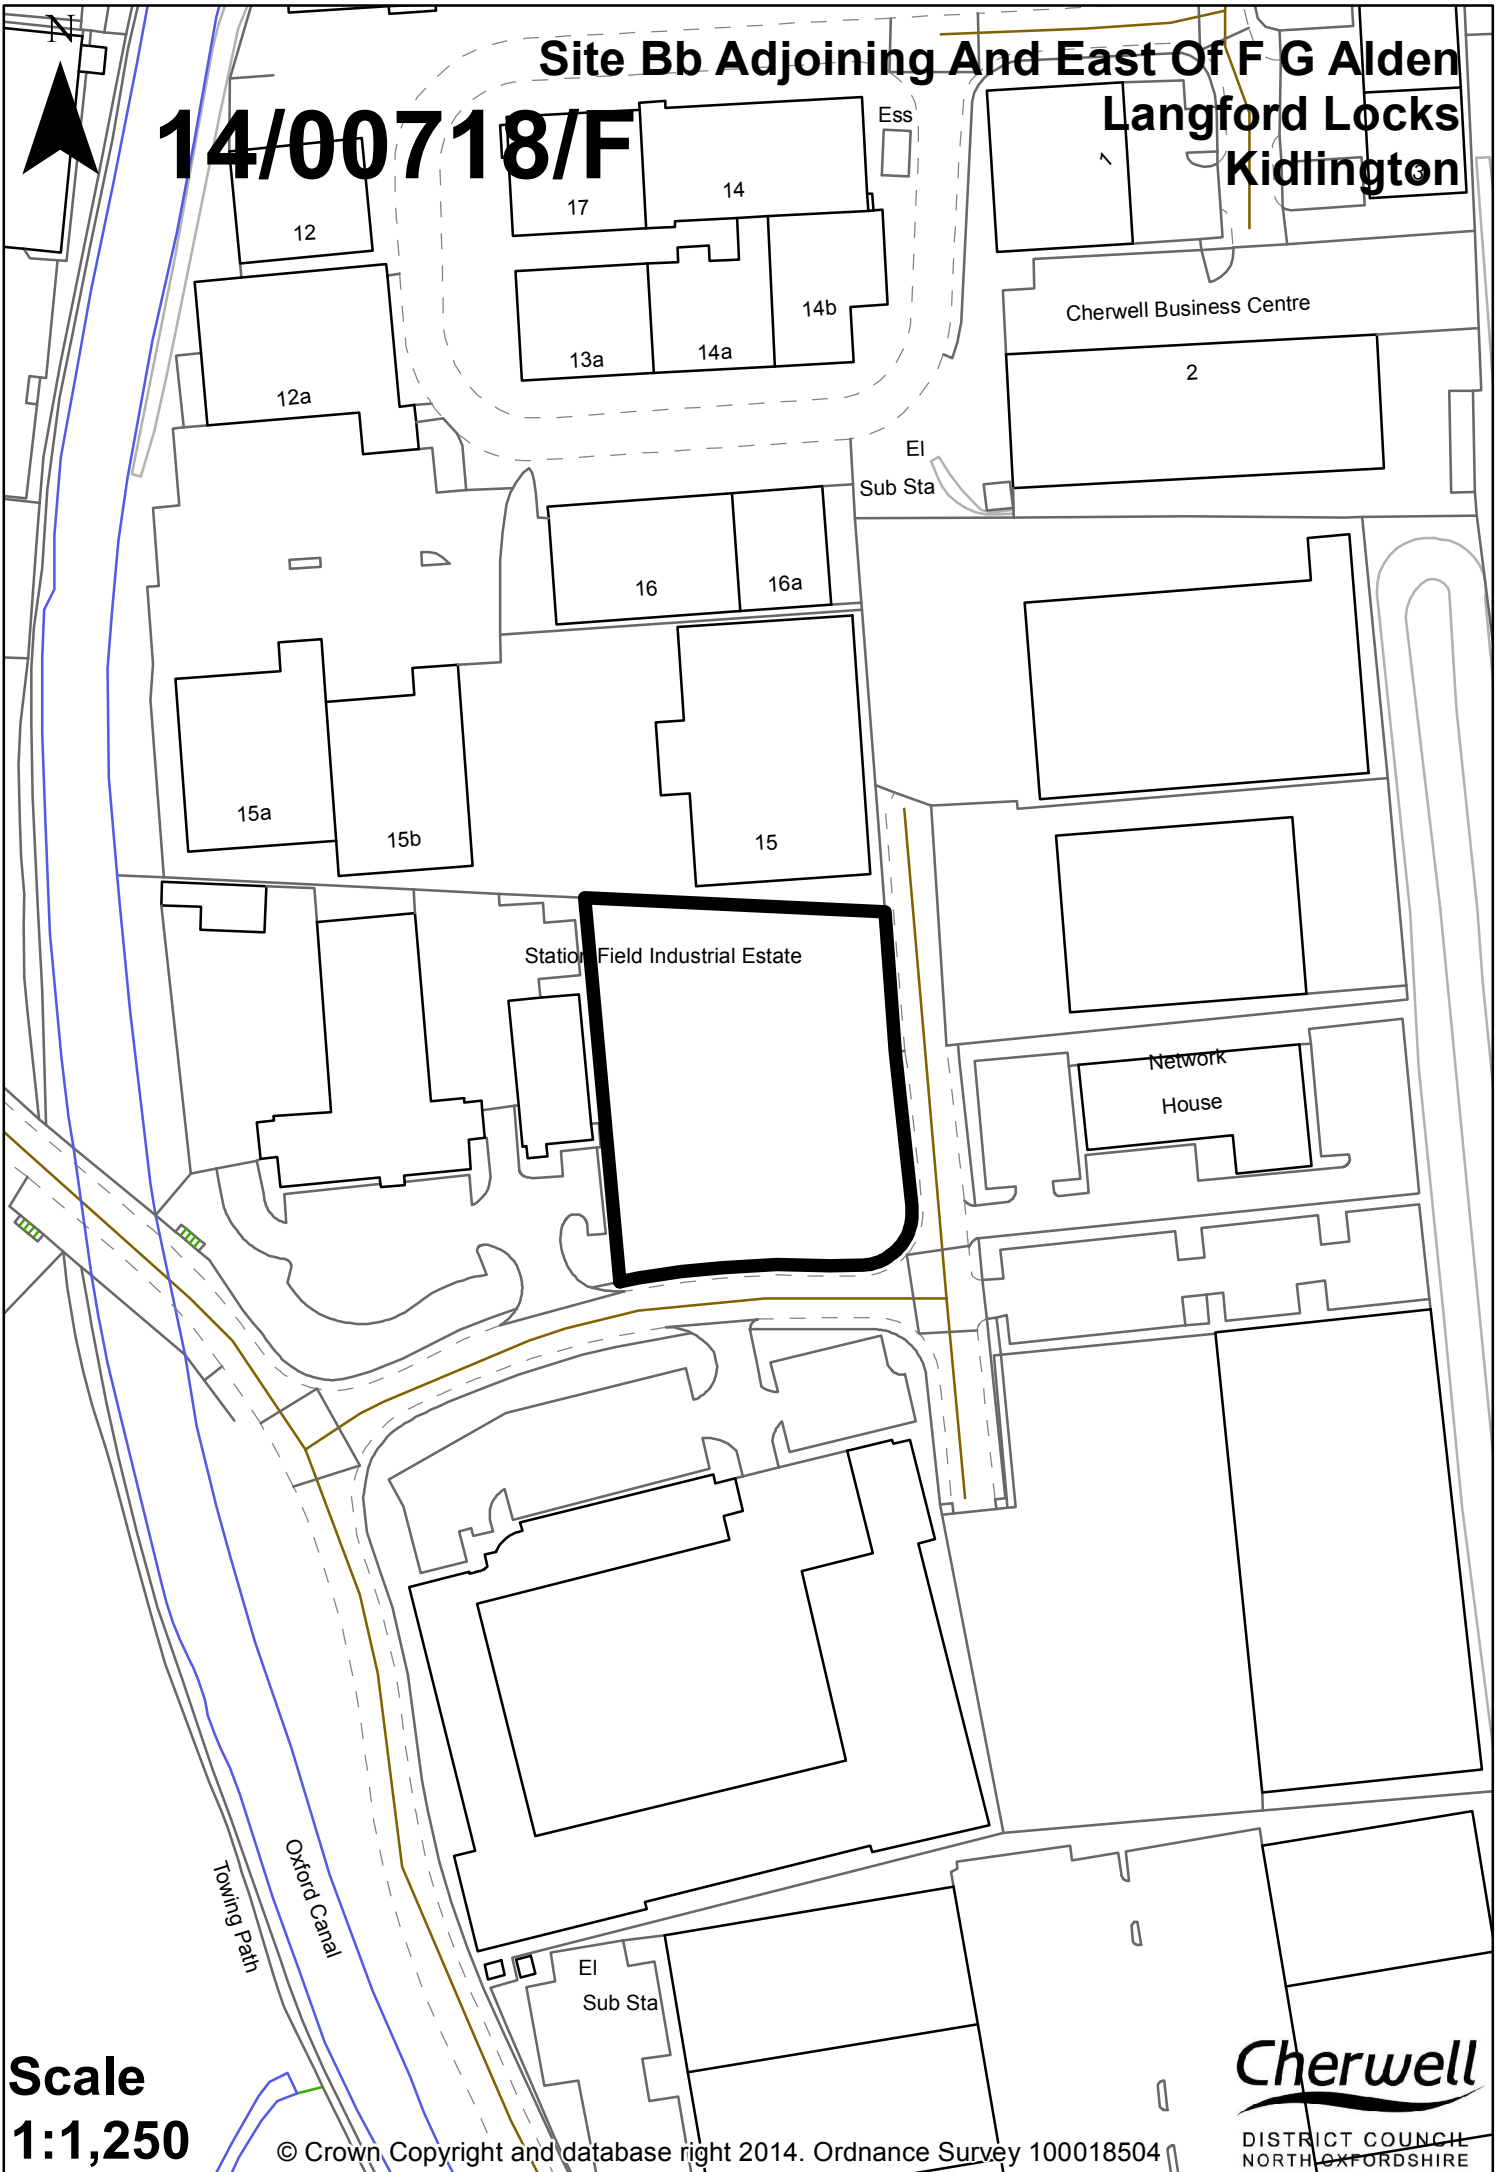 N
Site Bb Adjoining And East Of F G Alden
Langford Locks
Kidlington
14/00718/F
Ess
1
3
12
17
14
14b
Cherwell Business Centre
13a
14a
2
12a
El
Sub Sta
16
16a
15a
15b
15
Station Field Industrial Estate
Network
House
Towing Path
Oxford Canal
El
Sub Sta
Scale
1:1,250
© Crown Copyright and database right 2014. Ordnance Survey 100018504
Cherwell
DISTRICT COUNCIL
NORTH OXFORDSHIRE